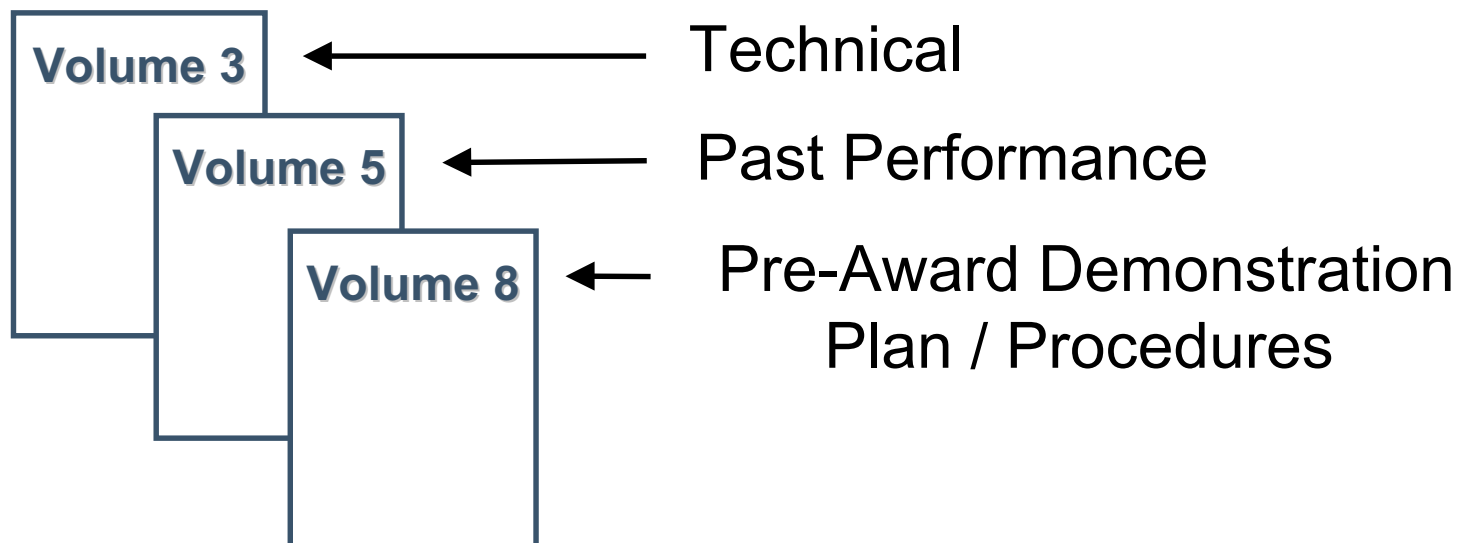 Volume 3
Technical
Volume 5
Past Performance
Volume 8
Pre-Award Demonstration
Plan / Procedures